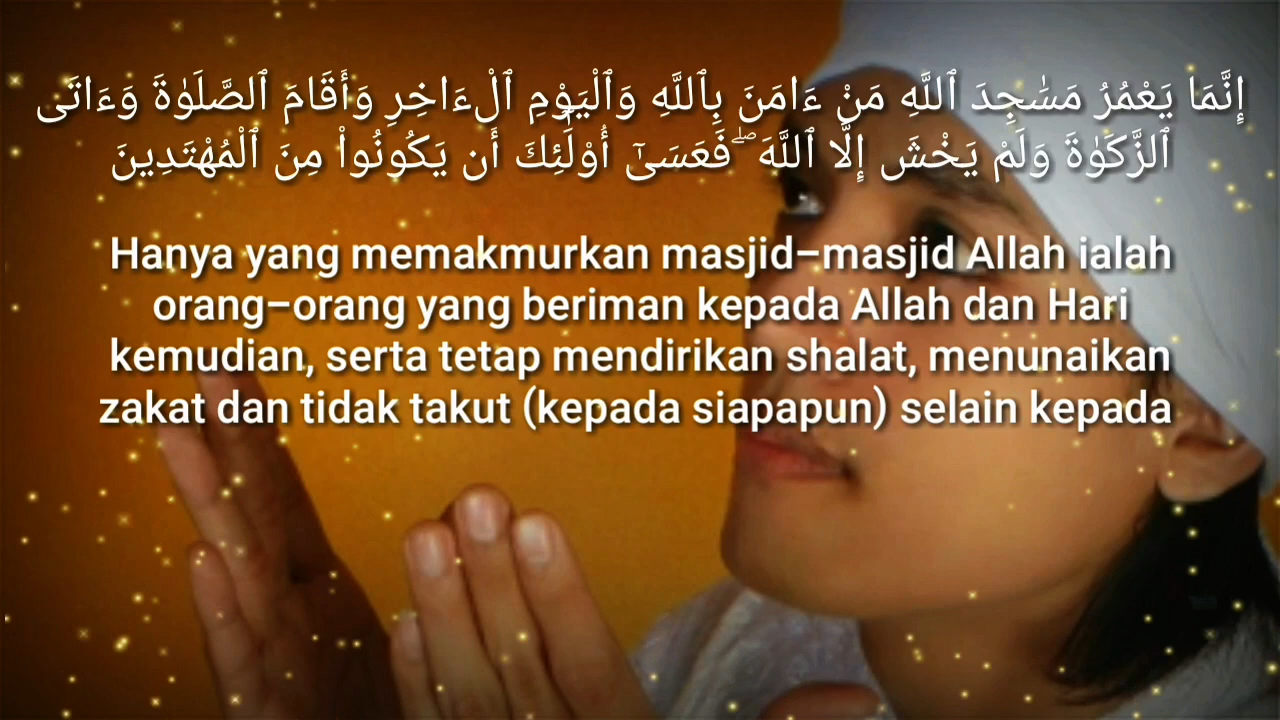 إِنَّمَا يَعْمُرُ مَسَٰجِدَ ٱللَّهِ مَنْ ءَامَنَ بِٱللَّهِ وَٱلْيَوْمِ ٱلْءَاخِرِ وَأَقَامَ ٱلصَّلَوٰةَ وَءَاتَى
ٱلزَّكَوٰةَ وَلَمْ يَخْشَ إِلَّا ٱللَّهَ ۖ فَعَسَىٰٓ أُو۟لَٰٓئِكَ أَن يَكُونُوا۟ مِنَ ٱلْمُهْتَدِينَ
Hanya yang memakmurkan masjid–masjid Allah ialah
orang–orang yang beriman kepada Allah dan Hari
kemudian, serta tetap mendirikan shalat, menunaikan
zakat dan tidak takut (kepada siapapun) selain kepada